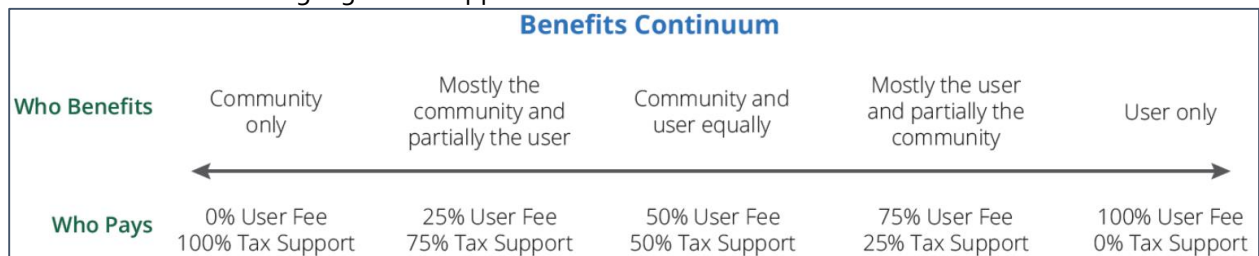 Benefits Continuum
Who Benefits
Community
only
Mostly the
community and
partially the user
Community and
user equally
Mostly the user
and partially the
community
User only
Who Pays
0% User Fee
100% Tax Support
25% User Fee
75% Tax Support
50% User Fee
50% Tax Support
75% User Fee
25% Tax Support
100% User Fee
0% Tax Support